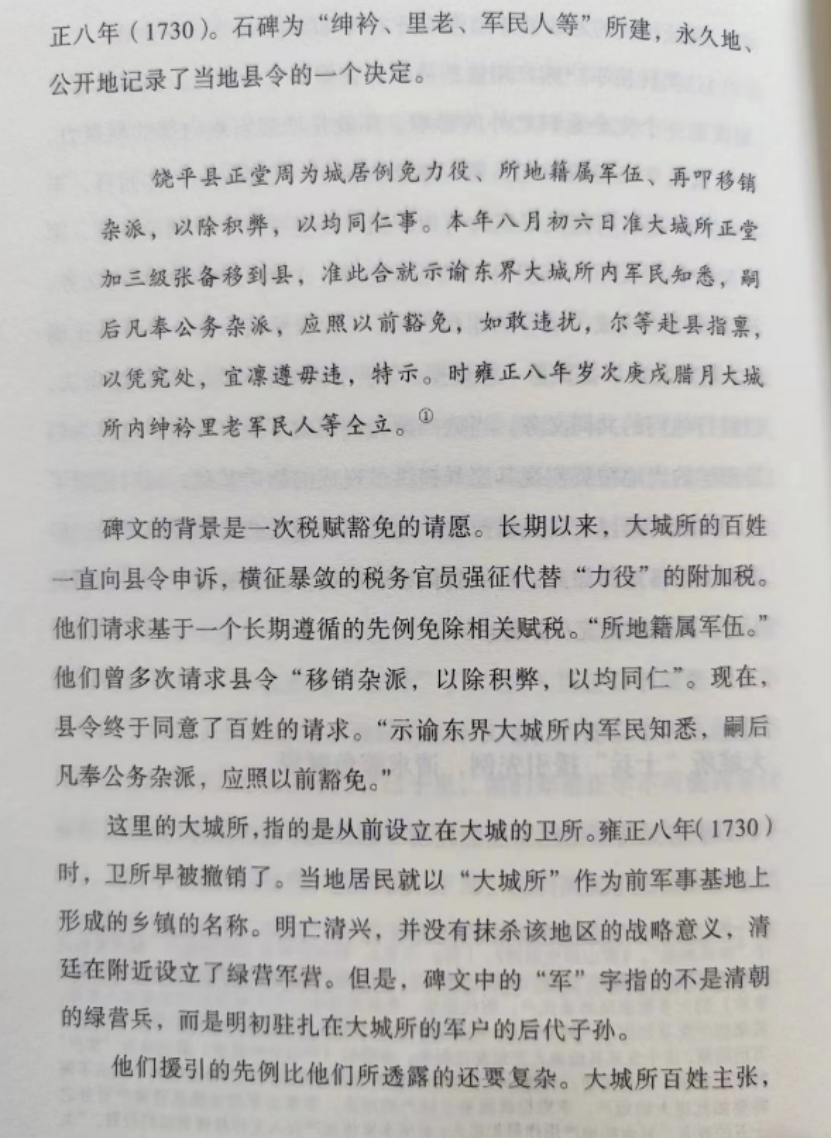 正八年（1730）。石碑为“绅衿、里老、军民人等”所建，永久地、
公开地记录了当地县令的一个决定。
饶平县正堂周为城居例免力役、所地籍属军伍、再叩移销
杂派，以除积弊，以均同仁事。本年八月初六日准大城所正堂
加三级张备移到县，准此合就示谕东界大城所内军民知悉，嗣
后凡奉公务杂派，应照以前豁免，如敢违扰，尔等赴县指禀，
以凭究处，宜凛遵毋违，特示。时雍正八年岁次庚戌腊月大城
所内绅衿里老军民人等仝立。①
碑文的背景是一次税赋豁免的请愿。长期以来，大城所的百姓
一直向县令申诉，横征暴敛的税务官员强征代替“力役”的附加税。
他们请求基于一个长期遵循的先例免除相关赋税。“所地籍属军伍。”
他们曾多次请求县令“移销杂派，以除积弊，以均同仁”。现在，
县令终于同意了百姓的请求。“示谕东界大城所内军民知悉，嗣后
凡奉公务杂派，应照以前豁免。”
这里的大城所，指的是从前设立在大城的卫所。雍正八年（1730）
时，卫所早被撤销了。当地居民就以“大城所”作为前军事基地上
形成的乡镇的名称。明亡清兴，并没有抹杀该地区的战略意义，清
廷在附近设立了绿营军营。但是，碑文中的“军”字指的不是清朝
的绿营兵，而是明初驻扎在大城所的军户的后代子孙。
他们援引的先例比他们所透露的还要复杂。大城所百姓主张，